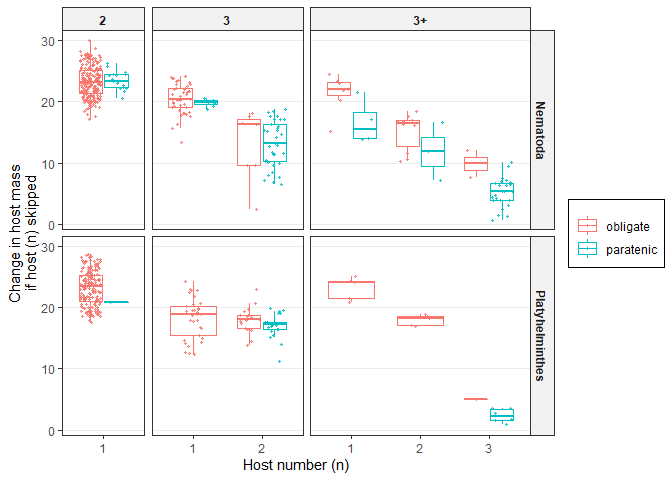 2 3 3+
Change in host mass
if host (n) skipped
30
20
10
0
Nematoda
30
20
10
0
Platyhelminthes
1 1 2 1 2 3
Host number (n)
obligate
paratenic